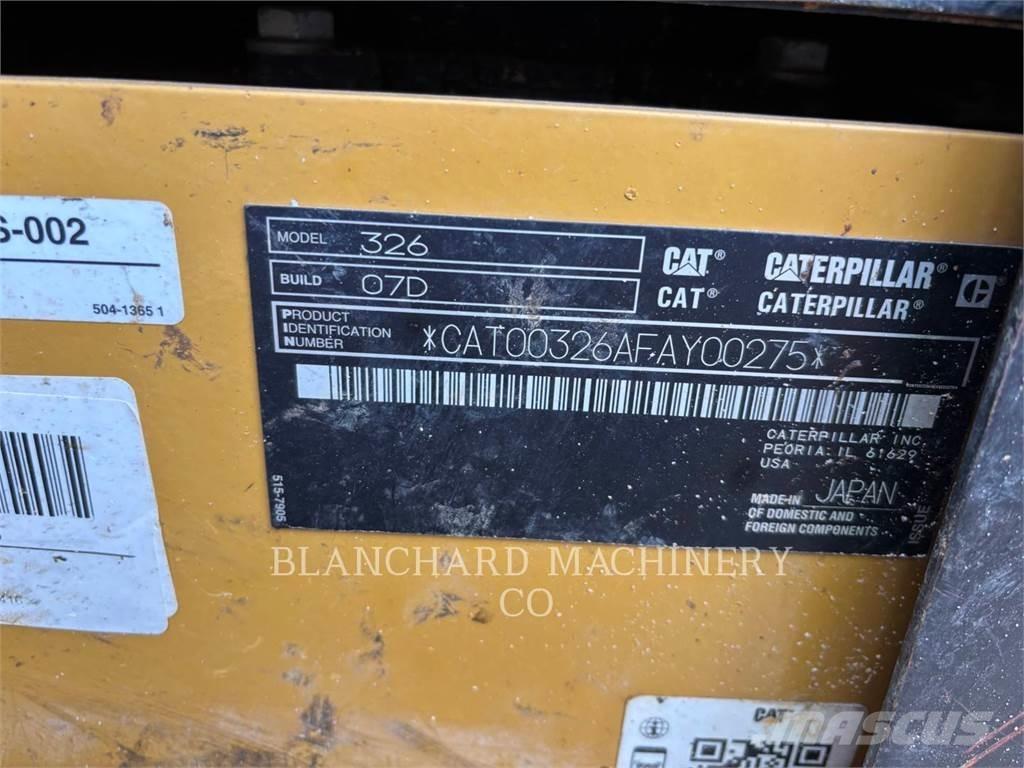 S-002
504-1365 1
MODEL 326
BUILD 07D
PRODUCT
IDENTIFICATION
NUMBER
*CAT00326AFAY00275*
CAT® CATERPILLAR®
CAT® CATERPILLAR®
CATERPILLAR INC.
PEORIA IL 61629
USA
MADE IN JAPAN
OF DOMESTIC AND
FOREIGN COMPONENTS
ISSUE
515-7905
BLANCHARD MACHINERY
CO.
CAT
MASCUS